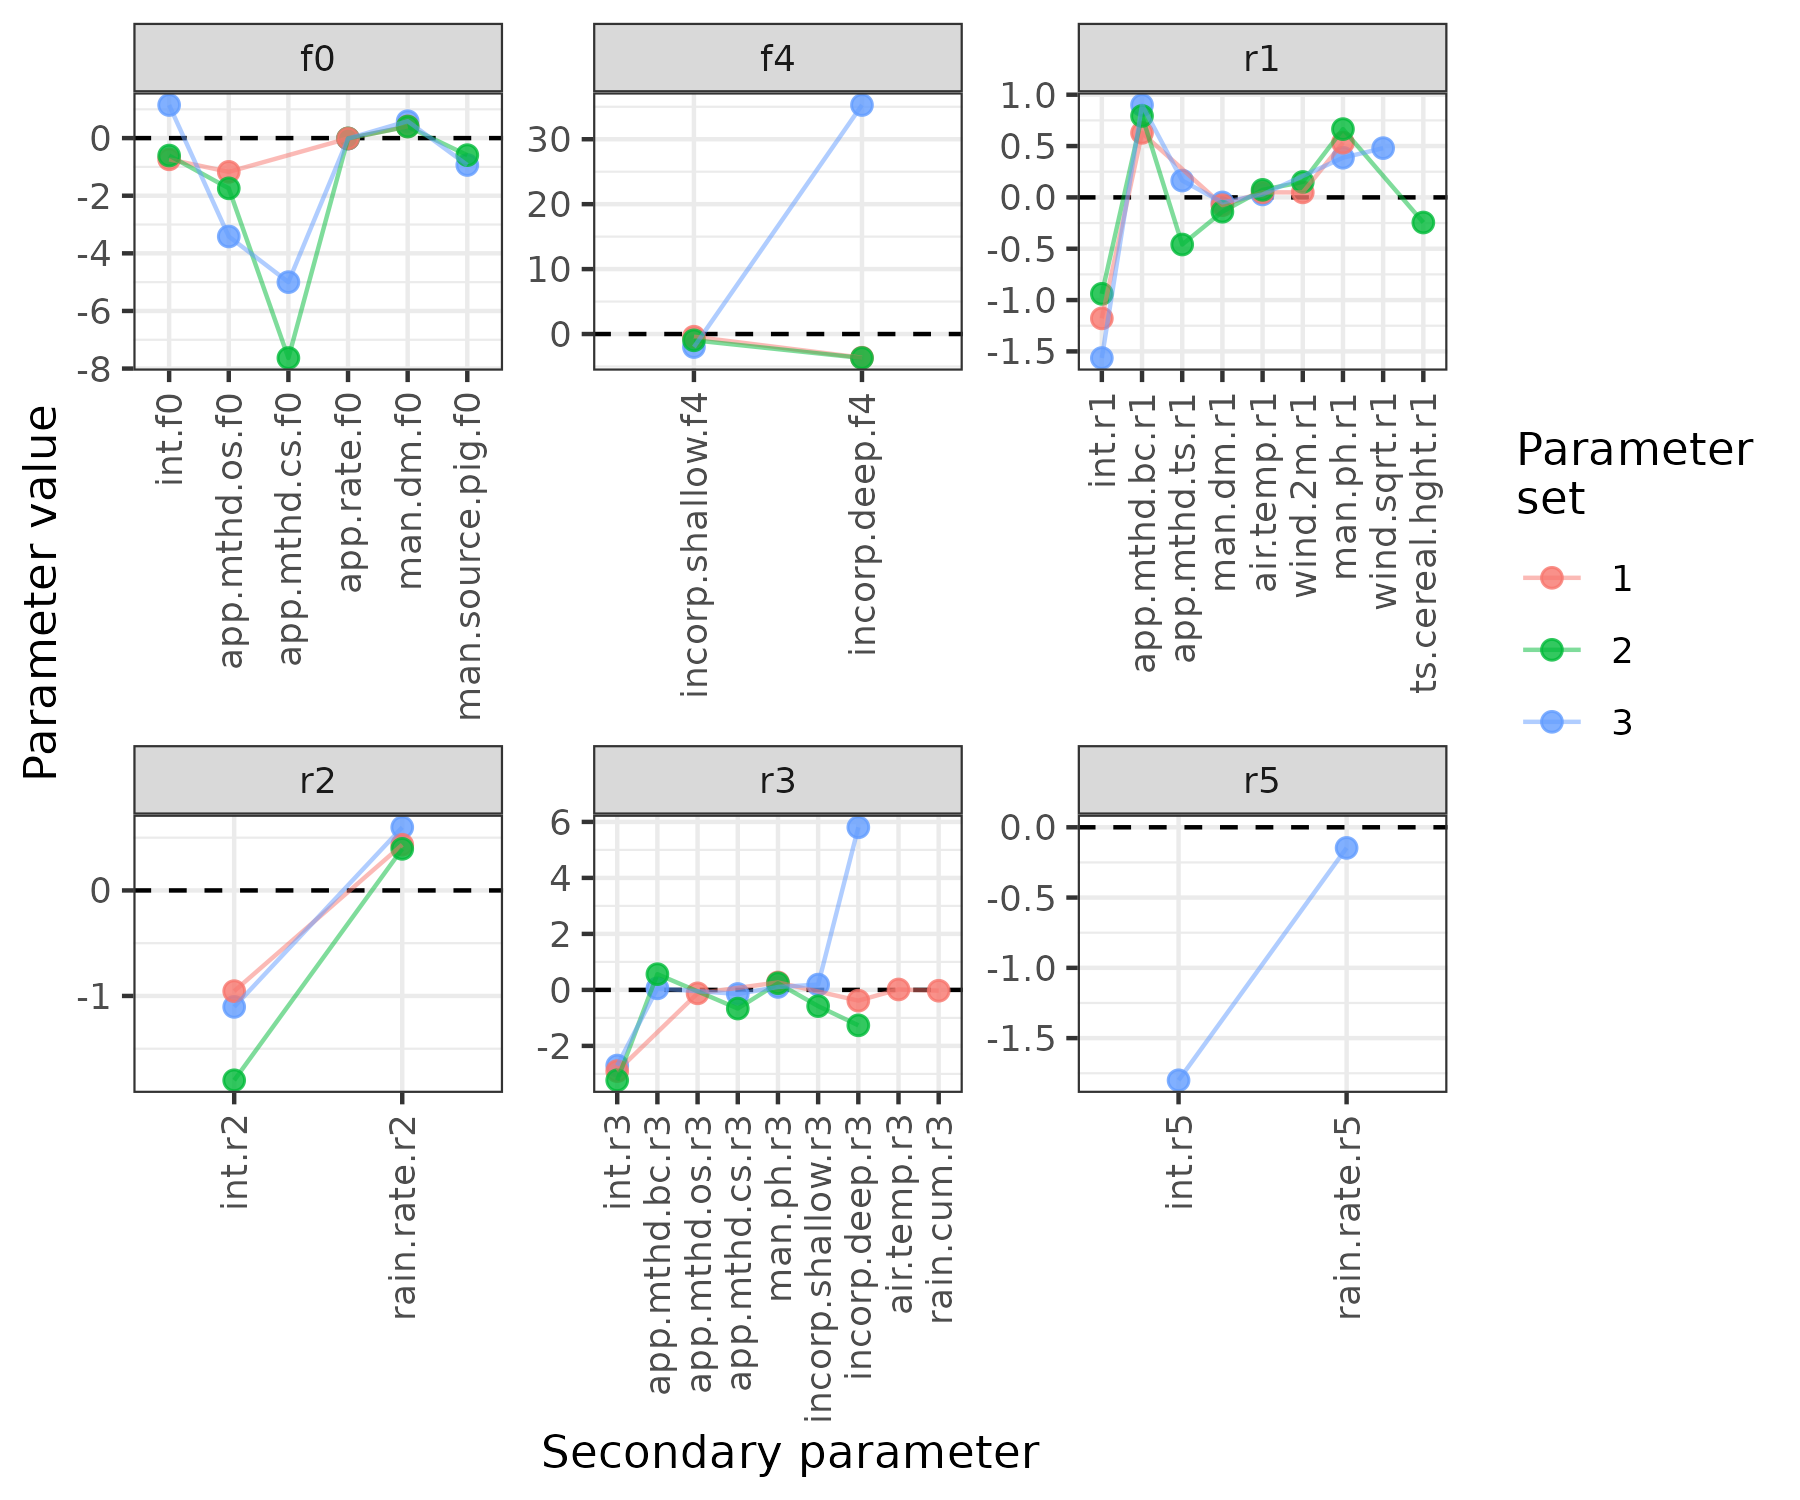 f0
f4
r1
0
-2
-4
-6
-8
30
20
10
0
1.0
0.5
0.0
-0.5
-1.0
-1.5
int.f0
app.mthd.os.f0
app.mthd.cs.f0
app.rate.f0
man.dm.f0
man.source.pig.f0
incorp.shallow.f4
incorp.deep.f4
int.r1
app.mthd.bc.r1
app.mthd.ts.r1
man.dm.r1
air.temp.r1
wind.2m.r1
man.ph.r1
wind.sqrt.r1
ts.cereal.hght.r1
Parameter value
Parameter
set
1
2
3
r2
r3
r5
0
-1
6
4
2
0
-2
0.0
-0.5
-1.0
-1.5
int.r2
rain.rate.r2
int.r3
app.mthd.bc.r3
app.mthd.os.r3
app.mthd.cs.r3
man.ph.r3
incorp.shallow.r3
incorp.deep.r3
air.temp.r3
rain.cum.r3
int.r5
rain.rate.r5
Secondary parameter